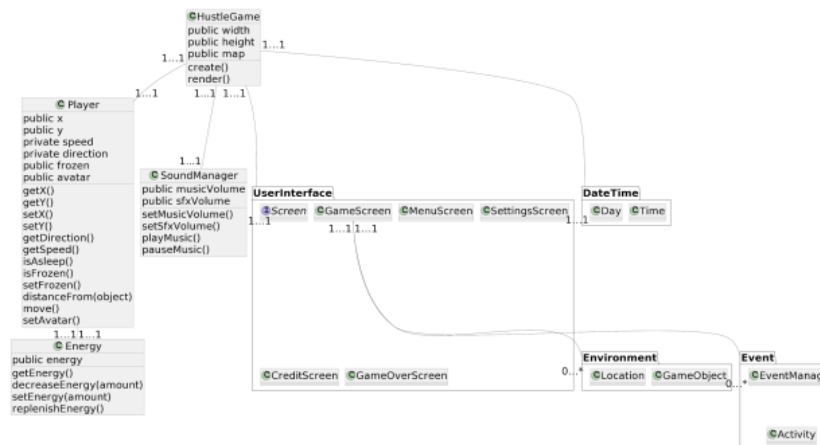 HustleGame
public width
public height
public map
create()
render()
1...1
1...1
1...1
1...1
1...1
Player
public x
public y
private speed
private direction
public frozen
public avatar
getX()
getY()
setX()
setY()
getDirection()
getSpeed()
isAsleep()
isFrozen()
setFrozen()
distanceFrom(object)
move()
setAvatar()
1...1
SoundManager
public musicVolume
public sfxVolume
setMusicVolume()
setSfxVolume()
playMusic()
pauseMusic()
UserInterface
Screen
GameScreen
MenuScreen
SettingsScreen
1...1
1...1
1...1
CreditScreen
GameOverScreen
DateTime
Day
Time
1...1
1...1
1...1
Energy
public energy
getEnergy()
decreaseEnergy(amount)
setEnergy(amount)
replenishEnergy()
Environment
Location
GameObject
0...*
Event
0...*
Activity